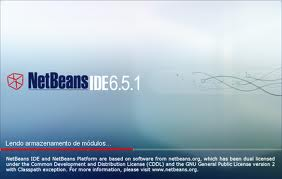 NetBeans IDE 6.5.1
Lendo armazenamento de módulos...
NetBeans IDE and NetBeans Platform are based on software from netbeans.org, which has been dual licensed
under the Common Development and Distribution License (CDDL) and the GNU General Public License version 2
with Classpath exception. For more information, please visit www.netbeans.org.